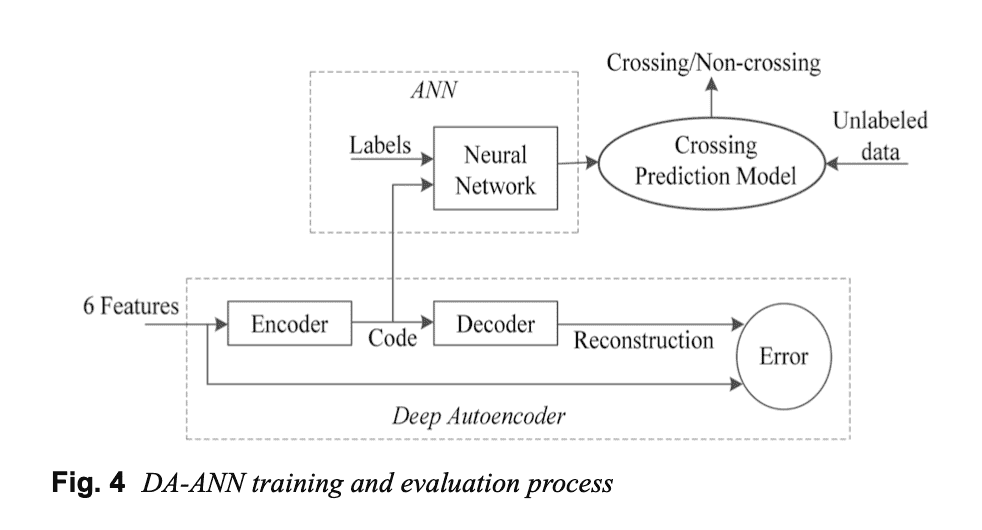 Crossing/Non-crossing
ANN
Labels
Neural
Network
Crossing
Prediction Model
Unlabeled
data
6 Features
Encoder
Code
Decoder
Reconstruction
Error
Deep Autoencoder
Fig. 4 DA-ANN training and evaluation process